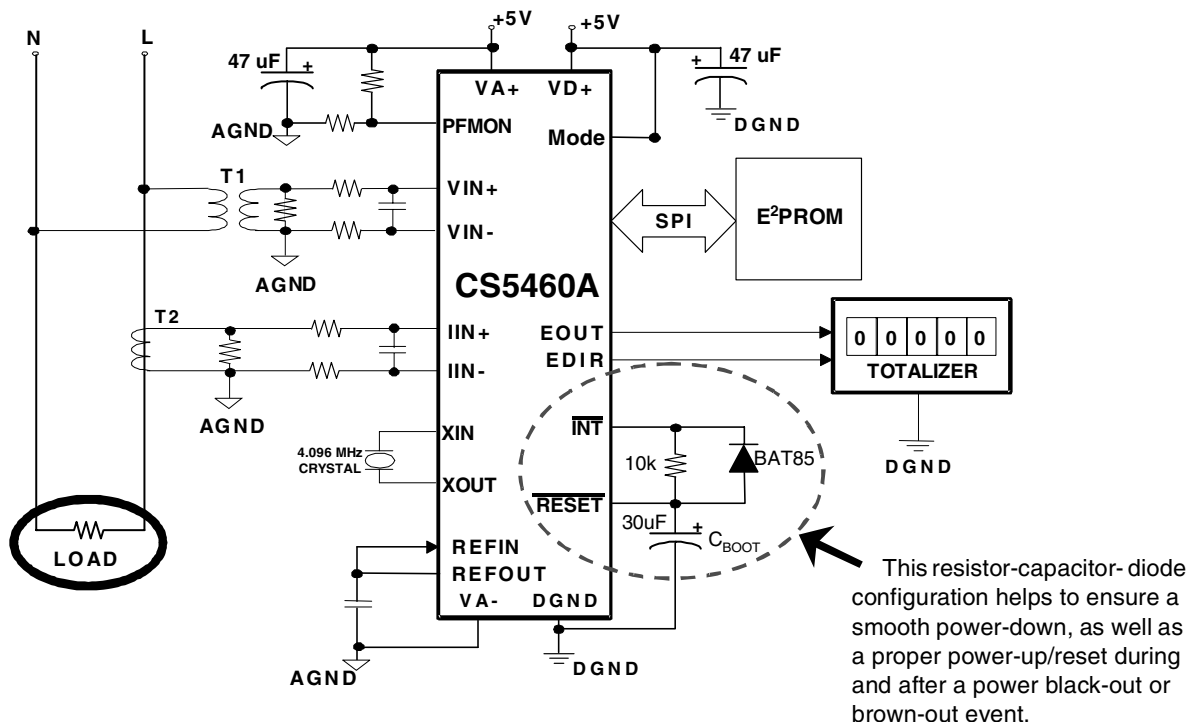 N L +5V +5V
47 uF + + 47 uF
VA+ VD+
AGND PFMON Mode DGND
T1
VIN+
VIN-
SPI E²PROM
AGND
CS5460A
T2
IIN+ EOUT
IIN- EDIR
0 0 0 0 0
TOTALIZER
AGND
XIN INT
4.096 MHz
CRYSTAL
10k BAT85
DGND
XOUT RESET
30uF + CBOOT
LOAD
REFIN
REFOUT
VA- DGND
AGND DGND
This resistor-capacitor- diode
configuration helps to ensure a
smooth power-down, as well as
a proper power-up/reset during
and after a power black-out or
brown-out event.